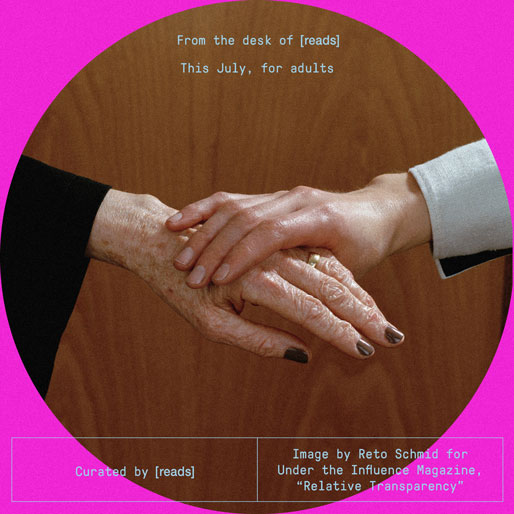 From the desk of [reads]
This July, for adults
Curated by [reads]
Image by Reto Schmid for
Under the Influence Magazine,
“Relative Transparency”